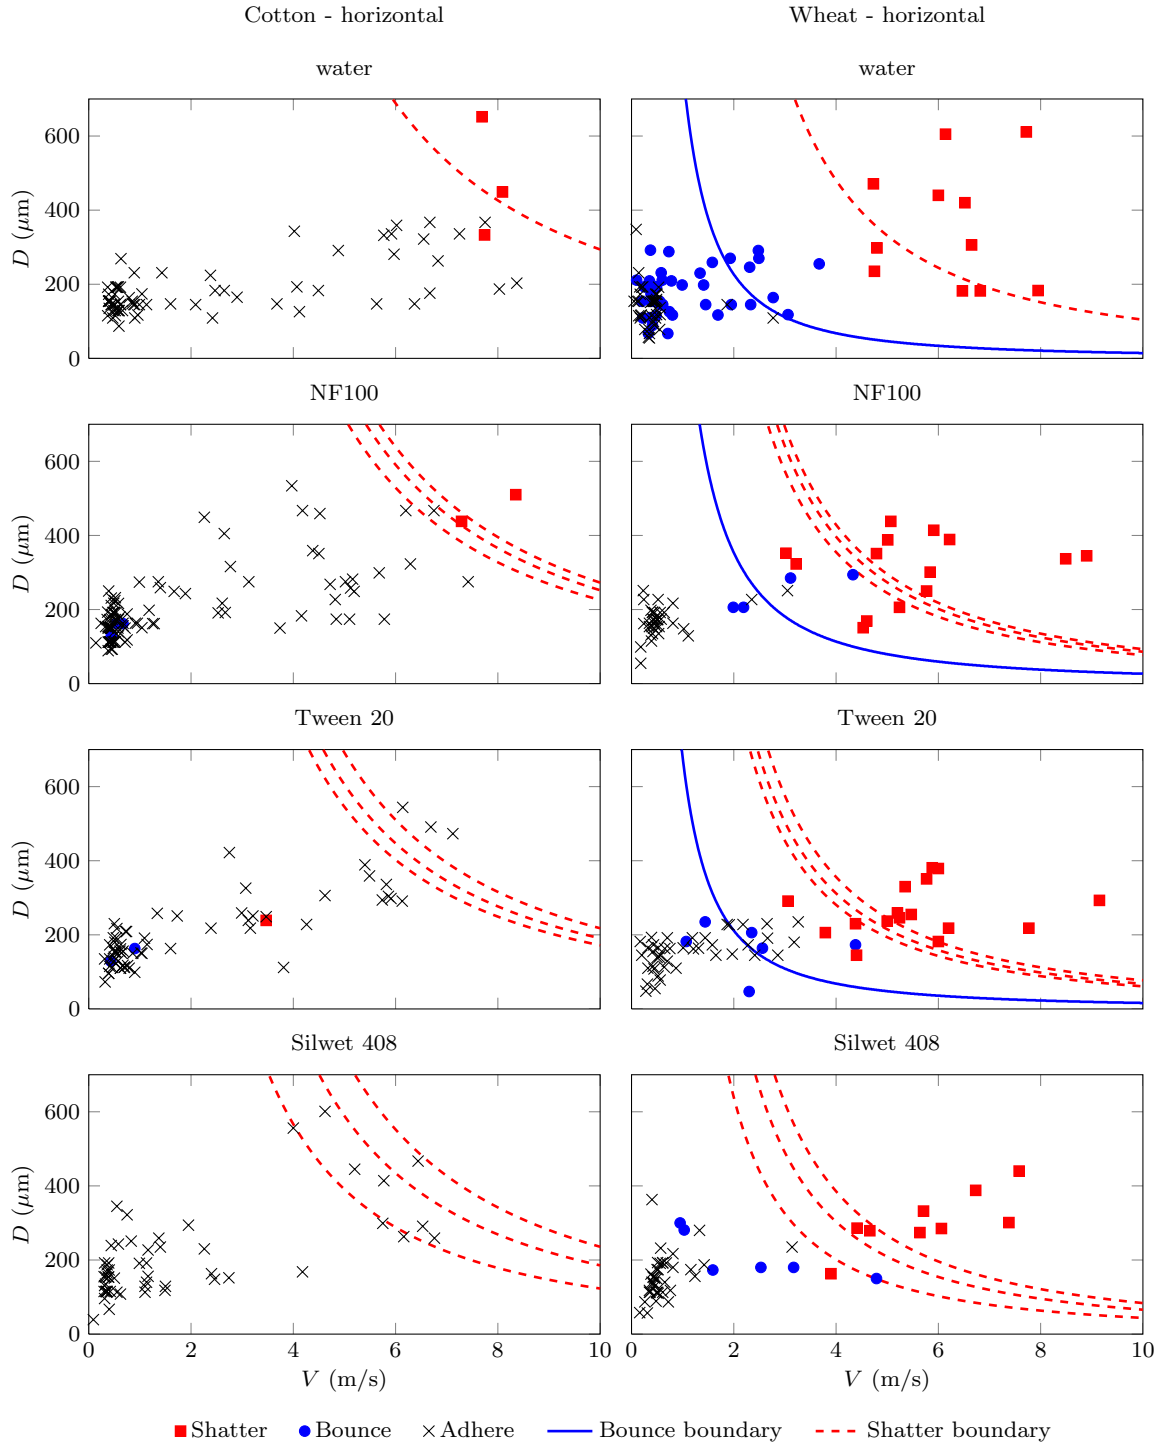 Cotton - horizontal
Wheat - horizontal
water
water
D (μm)
600
400
200
0
NF100
NF100
D (μm)
600
400
200
0
Tween 20
Tween 20
D (μm)
600
400
200
0
Silwet 408
Silwet 408
D (μm)
600
400
200
0
0 2 4 6 8 10
0 2 4 6 8 10
V (m/s)
V (m/s)
Shatter Bounce Adhere Bounce boundary Shatter boundary